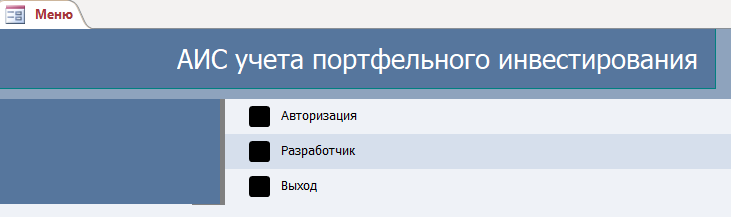 Меню
АИС учета портфельного инвестирования
Авторизация
Разработчик
Выход